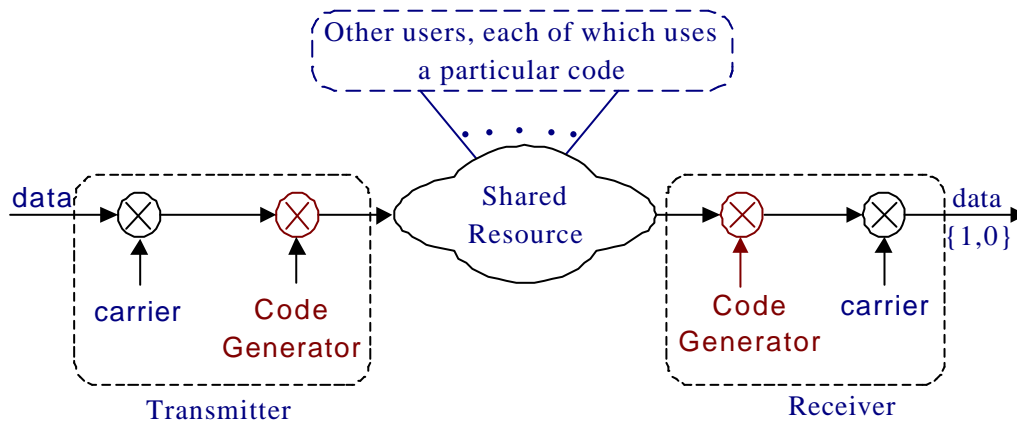 Other users, each of which uses
a particular code
data
carrier
Code
Generator
Transmitter
Shared
Resource
Code
Generator
carrier
data
{1,0}
Receiver